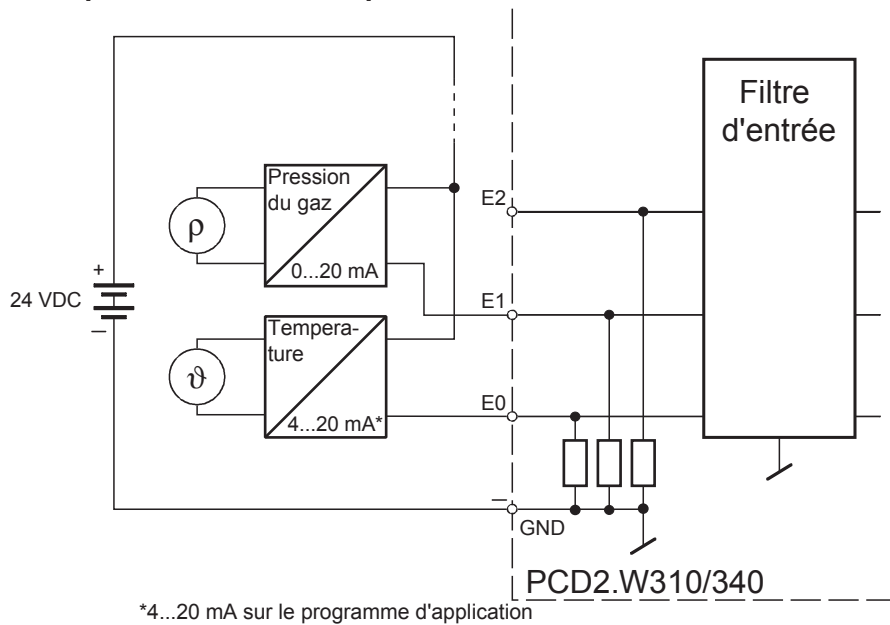 Filtre
d'entrée
Pression
du gaz
E2
ρ
0...20 mA
+
24 VDC
–
E1
Tempera-
ture
ϑ
4...20 mA*
E0
–
GND
PCD2.W310/340
*4...20 mA sur le programme d'application